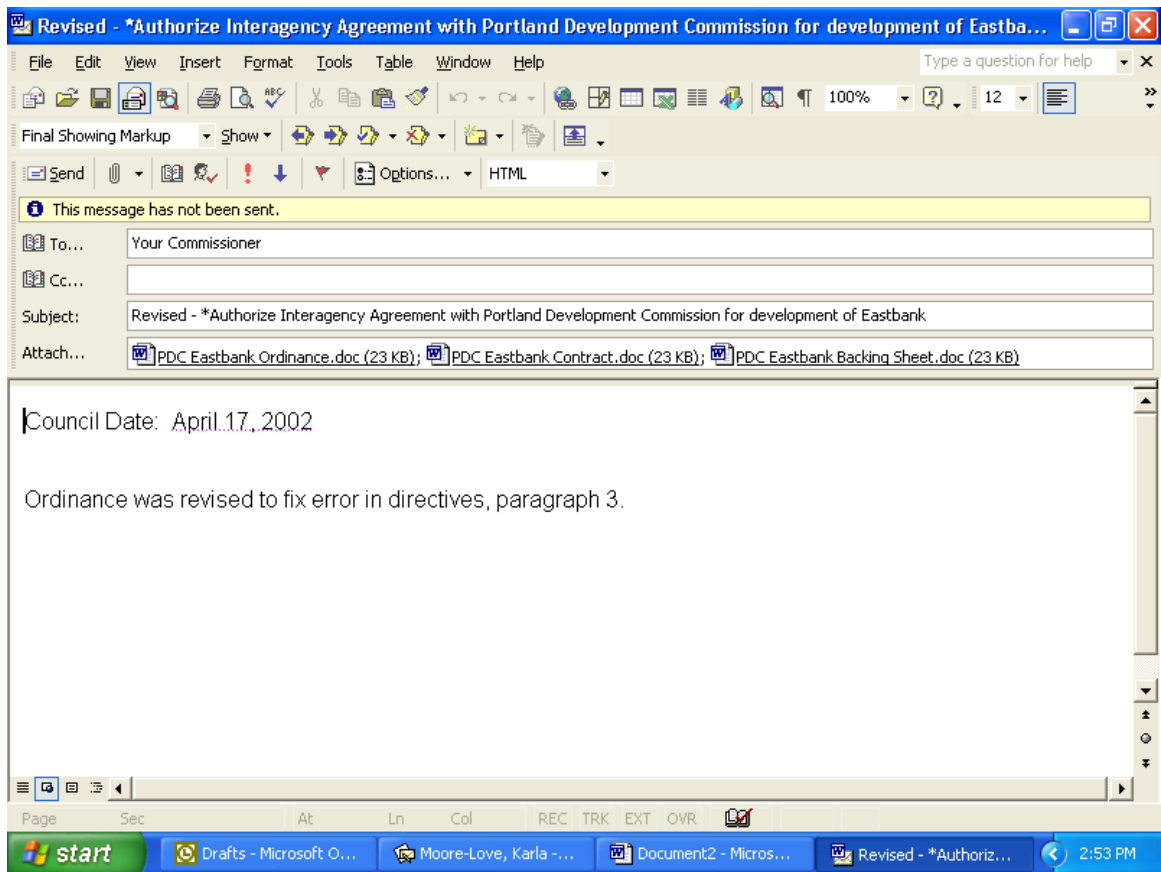 Revised - *Authorize Interagency Agreement with Portland Development Commission for development of Eastba...
File Edit View Insert Format Tools Table Window Help Type a question for help
100% 12
Final Showing Markup Show
Send Options... HTML
This message has not been sent.
To... Your Commissioner
Cc...
Subject: Revised - *Authorize Interagency Agreement with Portland Development Commission for development of Eastbank
Attach... PDC Eastbank Ordinance.doc (23 KB); PDC Eastbank Contract.doc (23 KB); PDC Eastbank Backing Sheet.doc (23 KB)
Council Date: April 17, 2002
Ordinance was revised to fix error in directives, paragraph 3.
Page Sec At Ln Col REC TRK EXT OVR
start Drafts - Microsoft O... Moore-Love, Karla -... Document2 - Micros... Revised - *Authoriz... 2:53 PM